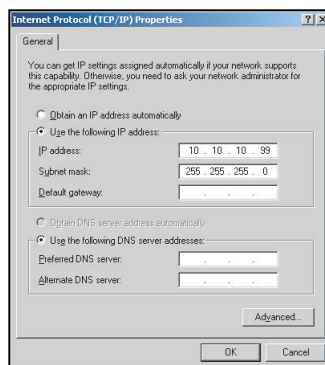 Internet Protocol (TCP/IP) Properties
General
You can get IP settings assigned automatically if your network supports
this capability. Otherwise, you need to ask your network administrator for
the appropriate IP settings.
Obtain an IP address automatically
Use the following IP address:
IP address: 10 . 10 . 10 . 99
Subnet mask: 255 . 255 . 255 . 0
Default gateway: . . .
Obtain DNS server address automatically
Use the following DNS server addresses:
Preferred DNS server: . . .
Alternate DNS server: . . .
Advanced...
OK Cancel